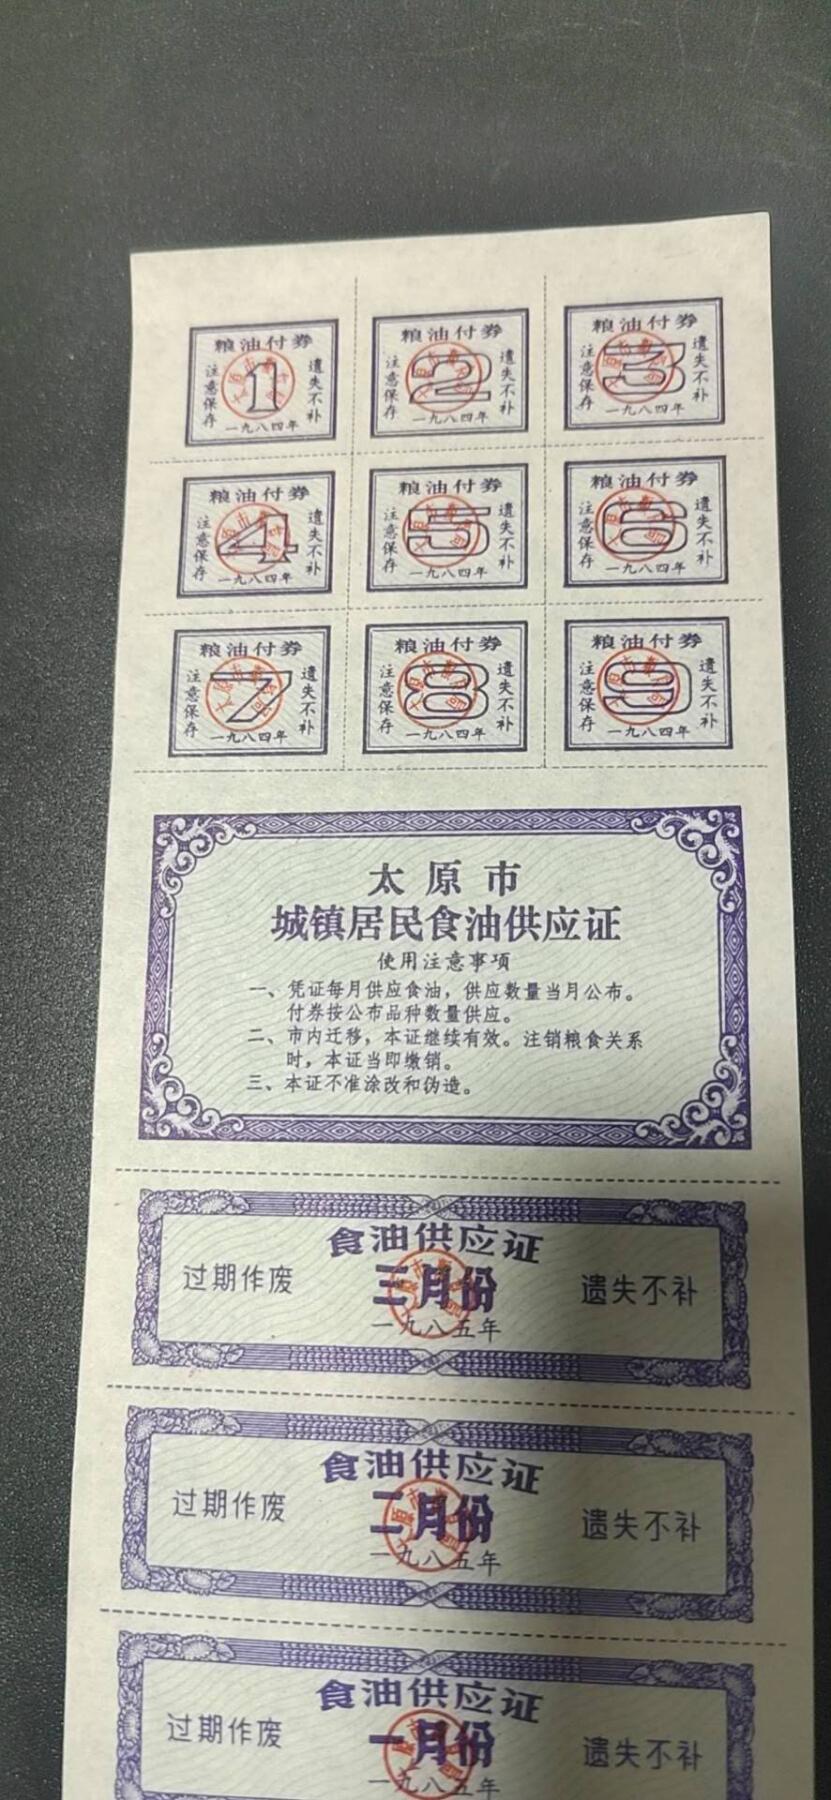 粮油付券
注意保存
1
遗失不补
一九八四年
粮油付券
注意保存
2
遗失不补
一九八四年
粮油付券
注意保存
3
遗失不补
一九八四年
粮油付券
注意保存
4
遗失不补
一九八四年
粮油付券
注意保存
5
遗失不补
一九八四年
粮油付券
注意保存
6
遗失不补
一九八四年
粮油付券
注意保存
7
遗失不补
一九八四年
粮油付券
注意保存
8
遗失不补
一九八四年
粮油付券
注意保存
9
遗失不补
一九八四年
太原市
城镇居民食油供应证
使用注意事项
一、凭证每月供应食油，供应数量当月公布。
付券按公布品种数量供应。
二、市内迁移，本证继续有效。注销粮食关系
时，本证当即缴销。
三、本证不准涂改和伪造。
食油供应证
过期作废
三月份
遗失不补
一九八五年
食油供应证
过期作废
二月份
遗失不补
一九八五年
食油供应证
过期作废
一月份
遗失不补
一九八五年